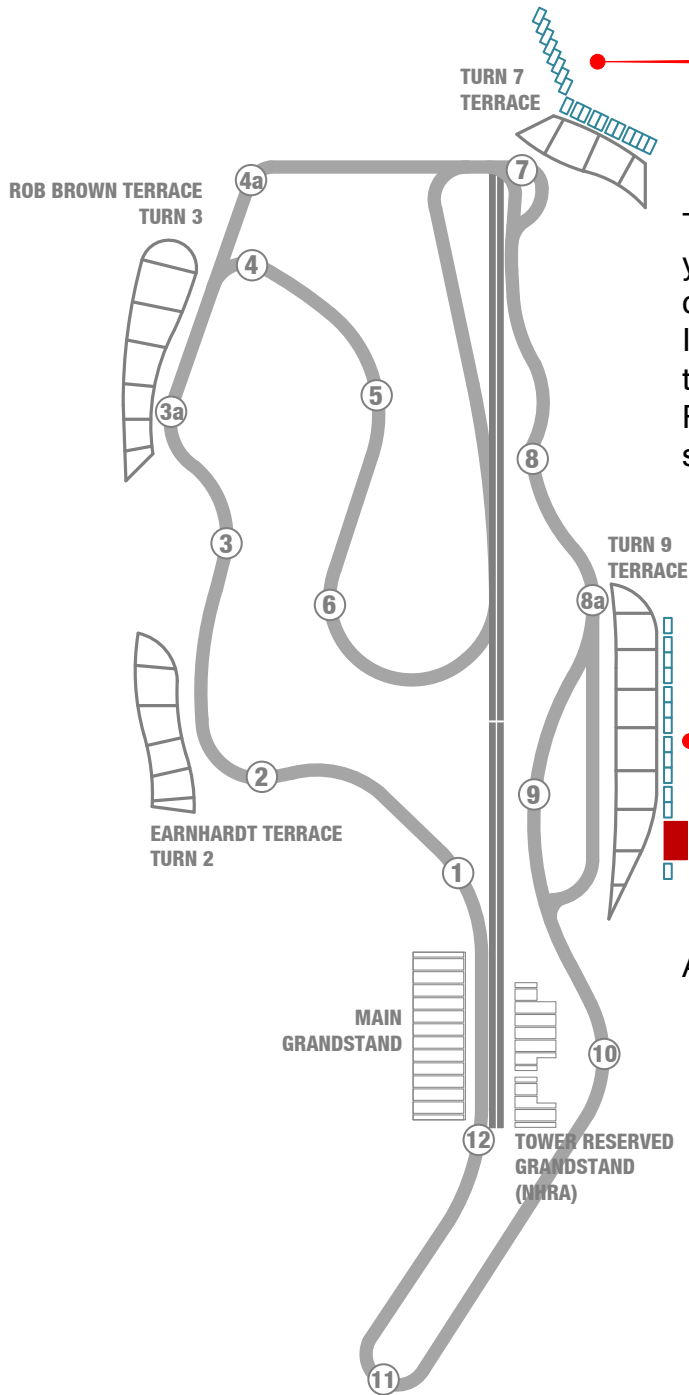 TURN 7
TERRACE
7
4a
ROB BROWN TERRACE
TURN 3
4
5
3a
8
3
TURN 9
TERRACE
8a
6
2
9
EARNHARDT TERRACE
TURN 2
1
MAIN
GRANDSTAND
10
12
TOWER RESERVED
GRANDSTAND
(NHRA)
11